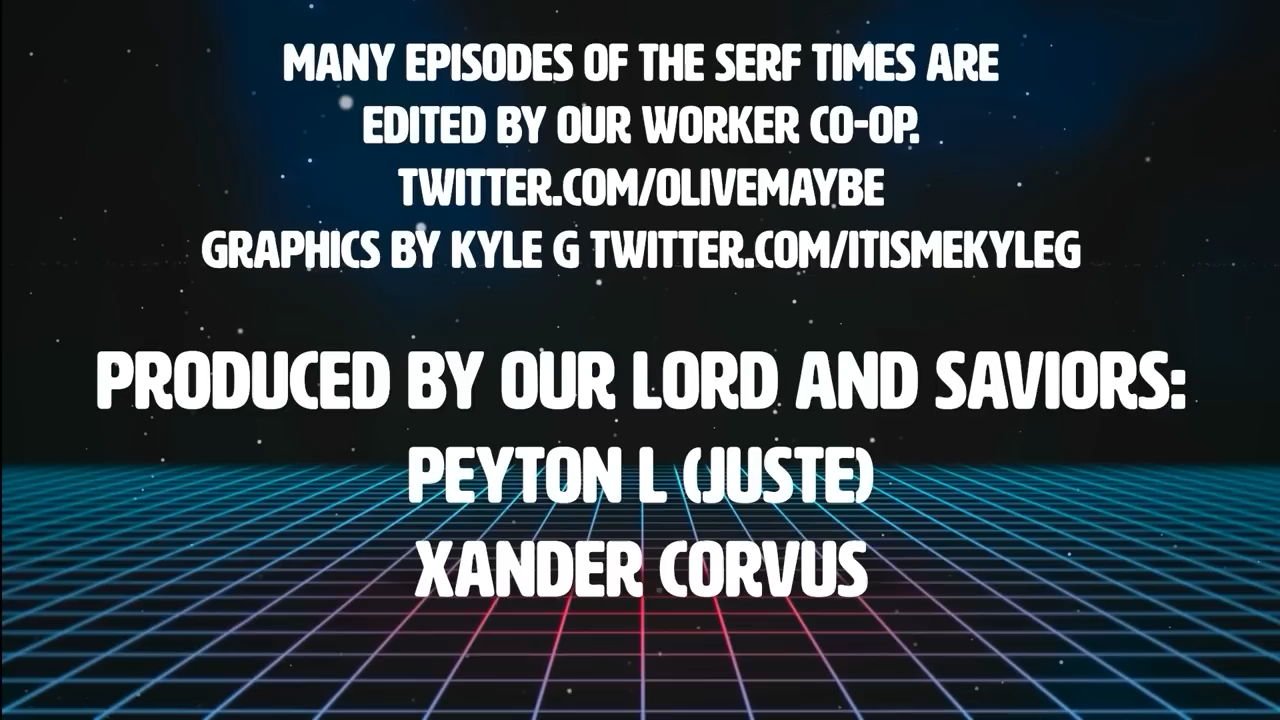 MANY EPISODES OF THE SERF TIMES ARE
EDITED BY OUR WORKER CO-OP.
TWITTER.COM/OLIVEMAYBE
GRAPHICS BY KYLE G TWITTER.COM/ITISMEKYLEG
PRODUCED BY OUR LORD AND SAVIORS:
PEYTON L (JUSTE)
XANDER CORVUS